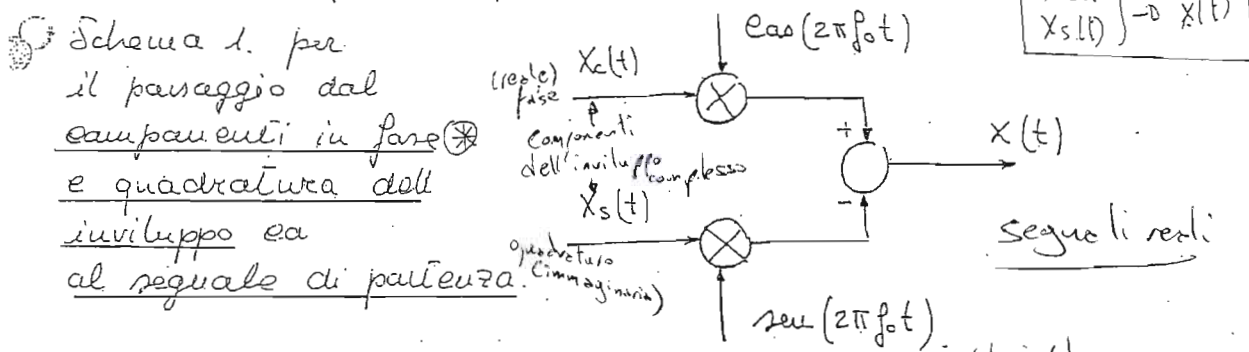 Schema 1. per
il passaggio dal
componenti in fase ⊛
e quadratura dell
inviluppo ca
al segnale di partenza.
(reale)
fase
Xc(t)
cos(2πf₀t)
componenti
dell'inviluppo complesso
Xs(t)
quadratura
(immaginaria)
sen(2πf₀t)
+
-
X(t)
segnali reali
Xs(t)
X(t)